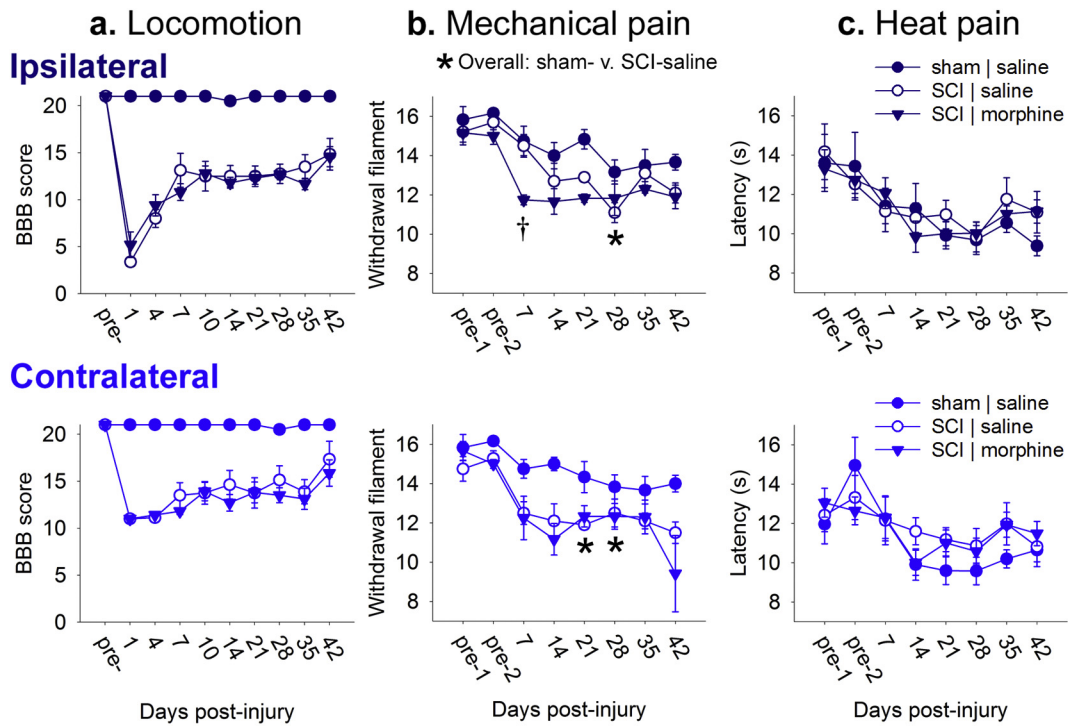 a. Locomotion
b. Mechanical pain
c. Heat pain
Ipsilateral
* Overall: sham- v. SCI-saline
sham | saline
SCI | saline
SCI | morphine
BBB score
20
15
10
5
0
pre- 1 4 7 10 14 21 28 35 42
Withdrawal filament
16
14
12
10
8
† *
pre-1 pre-2 7 14 21 28 35 42
Latency (s)
16
14
12
10
8
pre-1 pre-2 7 14 21 28 35 42
Contralateral
sham | saline
SCI | saline
SCI | morphine
BBB score
20
15
10
5
0
pre- 1 4 7 10 14 21 28 35 42
Days post-injury
Withdrawal filament
16
14
12
10
8
* *
pre-1 pre-2 7 14 21 28 35 42
Days post-injury
Latency (s)
16
14
12
10
8
pre-1 pre-2 7 14 21 28 35 42
Days post-injury